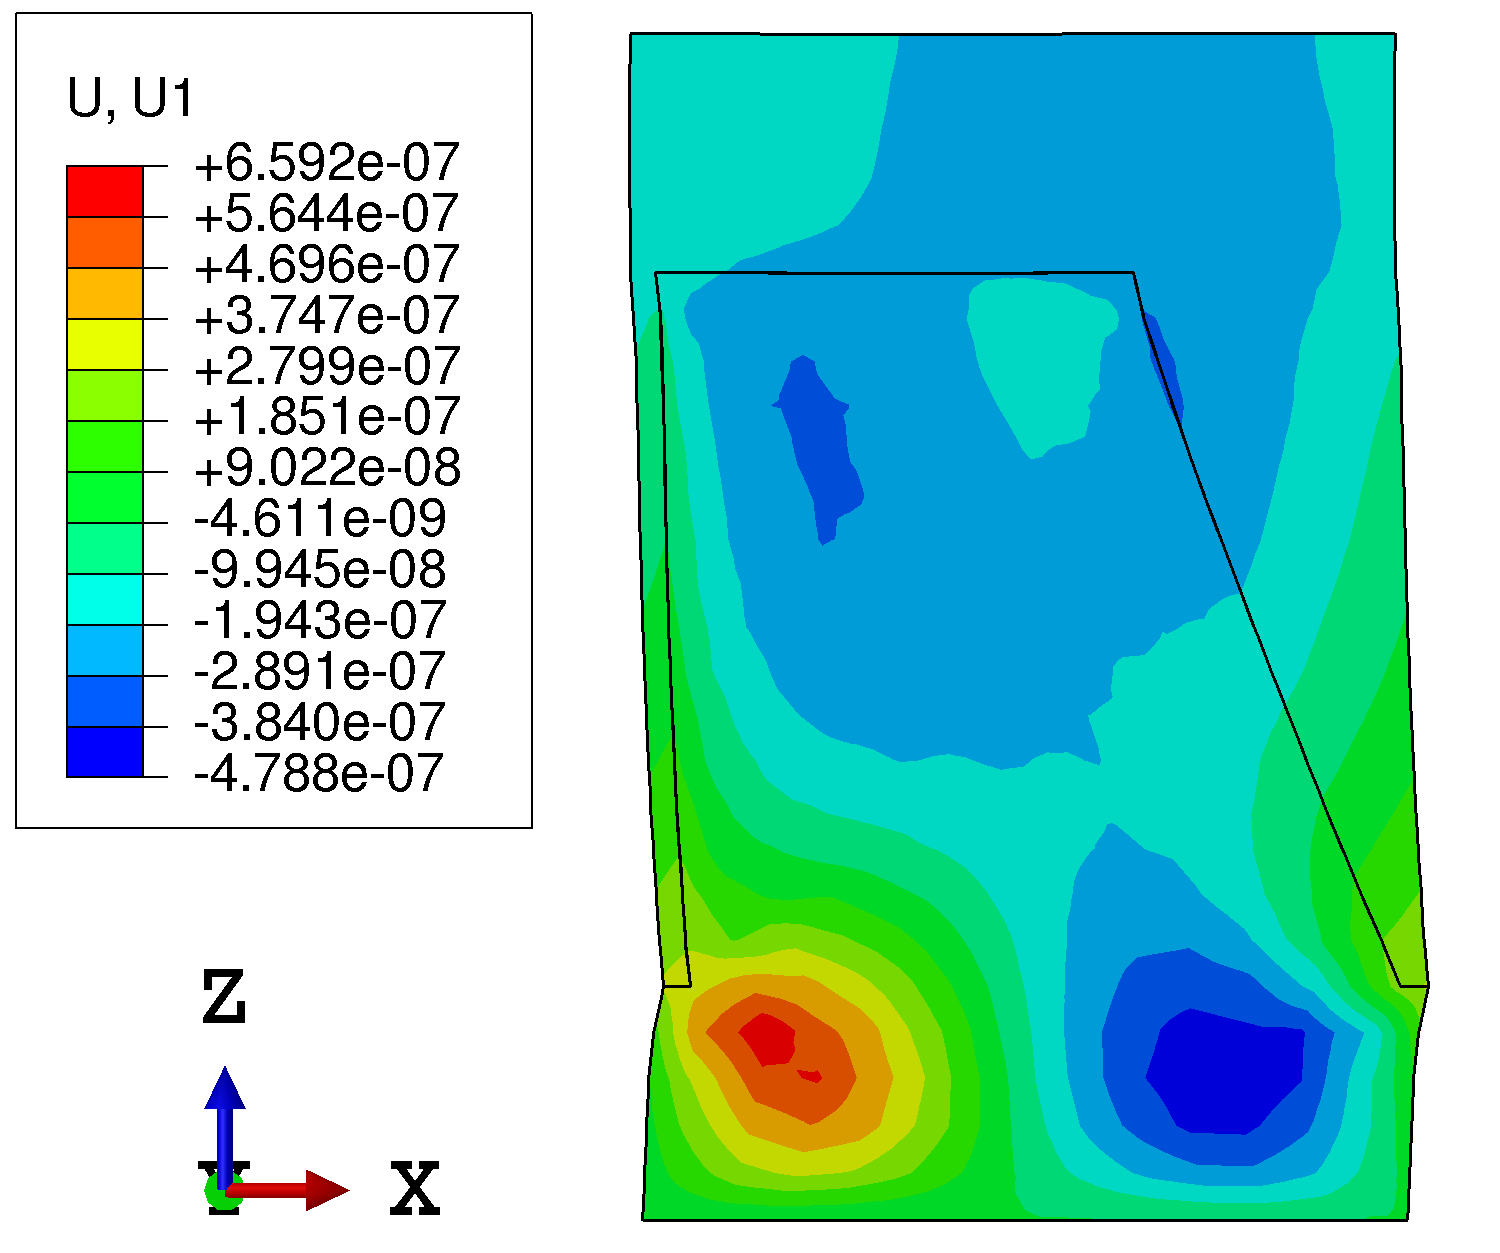 U, U1
+6.592e-07
+5.644e-07
+4.696e-07
+3.747e-07
+2.799e-07
+1.851e-07
+9.022e-08
-4.611e-09
-9.945e-08
-1.943e-07
-2.891e-07
-3.840e-07
-4.788e-07
Z
Y X